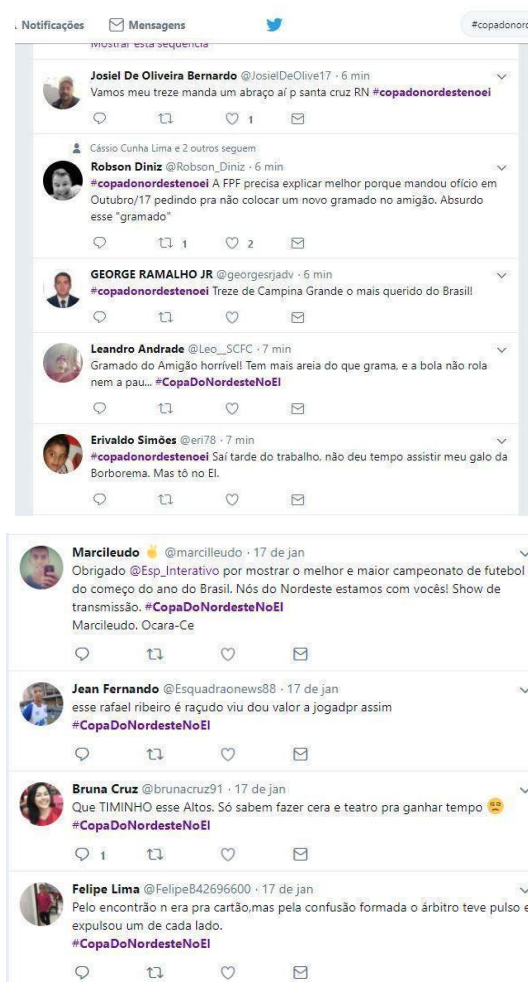 Notificações Mensagens #copadonord
Mostrar esta sequência
Josiel De Oliveira Bernardo @JosielDeOlive17 · 6 min
Vamos meu treze manda um abraço aí p santa cruz RN #copadonordestenoei
1
Cássio Cunha Lima e 2 outros seguem
Robson Diniz @Robson_Diniz · 6 min
#copadonordestenoei A FPF precisa explicar melhor porque mandou ofício em
Outubro/17 pedindo pra não colocar um novo gramado no amigão. Absurdo
esse "gramado"
1 2
GEORGE RAMALHO JR @georgesrjadv · 6 min
#copadonordestenoei Treze de Campina Grande o mais querido do Brasil!
Leandro Andrade @Leo__SCFC · 7 min
Gramado do Amigão horrível! Tem mais areia do que grama, e a bola não rola
nem a pau... #CopaDoNordesteNoEI
Erivaldo Simões @eri78 · 7 min
#copadonordestenoei Saí tarde do trabalho, não deu tempo assistir meu galo da
Borborema. Mas tô no EI.
Marcileudo ✌ @marcilleudo · 17 de jan
Obrigado @Esp_Interativo por mostrar o melhor e maior campeonato de futebol
do começo do ano do Brasil. Nós do Nordeste estamos com vocês! Show de
transmissão. #CopaDoNordesteNoEI
Marcileudo. Ocara-Ce
Jean Fernando @Esquadraonews88 · 17 de jan
esse rafael ribeiro é raçudo viu dou valor a jogadpr assim
#CopaDoNordesteNoEI
Bruna Cruz @brunacruz91 · 17 de jan
Que TIMINHO esse Altos. Só sabem fazer cera e teatro pra ganhar tempo 😒
#CopaDoNordesteNoEI
1
Felipe Lima @FelipeB42696600 · 17 de jan
Pelo encontrão n era pra cartão,mas pela confusão formada o árbitro teve pulso e
expulsou um de cada lado.
#CopaDoNordesteNoEI